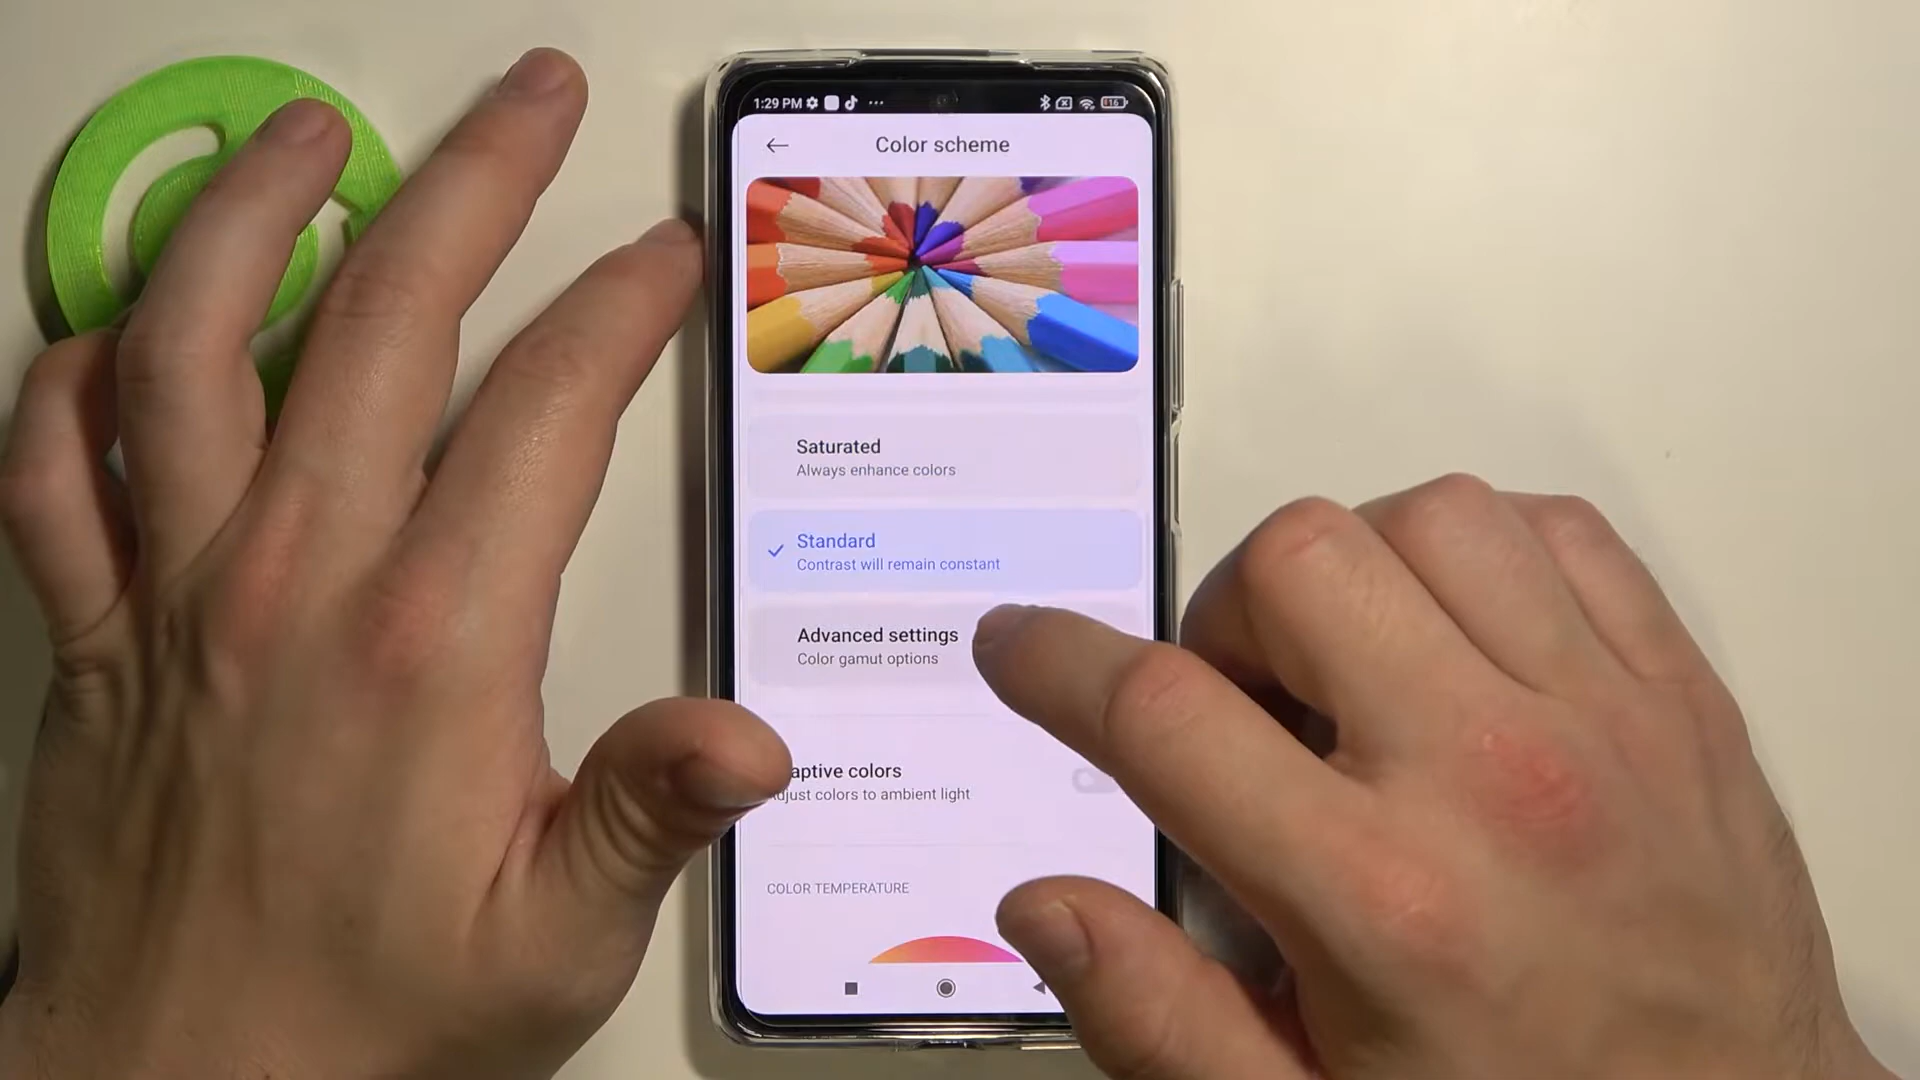 1:29 PM
16
Color scheme
Saturated
Always enhance colors
Standard
Contrast will remain constant
Advanced settings
Color gamut options
aptive colors
djust colors to ambient light
COLOR TEMPERATURE